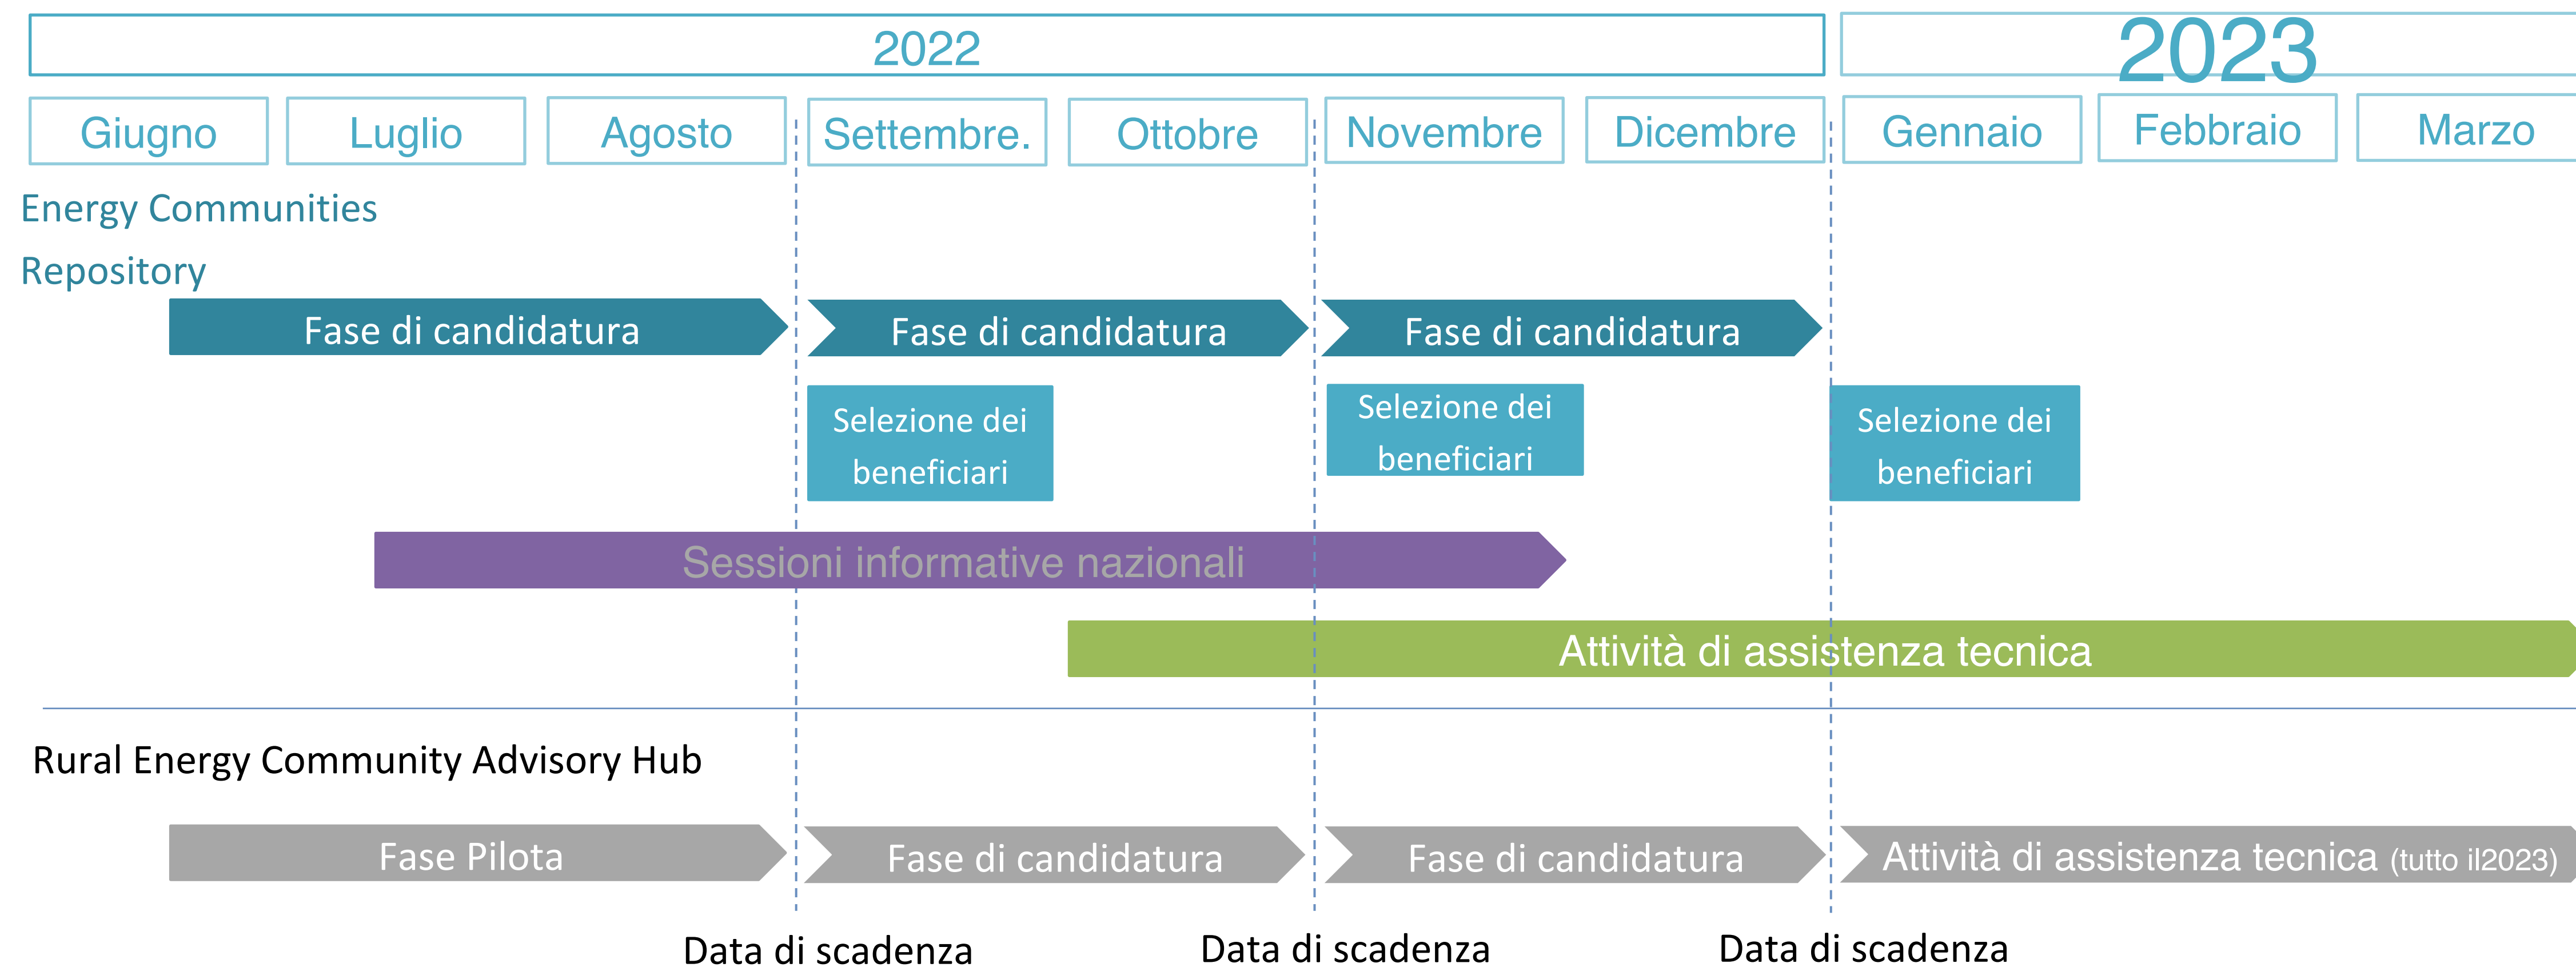 2022
2023
Giugno
Luglio
Agosto
Settembre.
Ottobre
Novembre
Dicembre
Gennaio
Febbraio
Marzo
Energy Communities
Repository
Fase di candidatura
Fase di candidatura
Fase di candidatura
Selezione dei
beneficiari
Selezione dei
beneficiari
Selezione dei
beneficiari
Sessioni informative nazionali
Attività di assistenza tecnica
Rural Energy Community Advisory Hub
Fase Pilota
Fase di candidatura
Fase di candidatura
Attività di assistenza tecnica (tutto il2023)
Data di scadenza
Data di scadenza
Data di scadenza